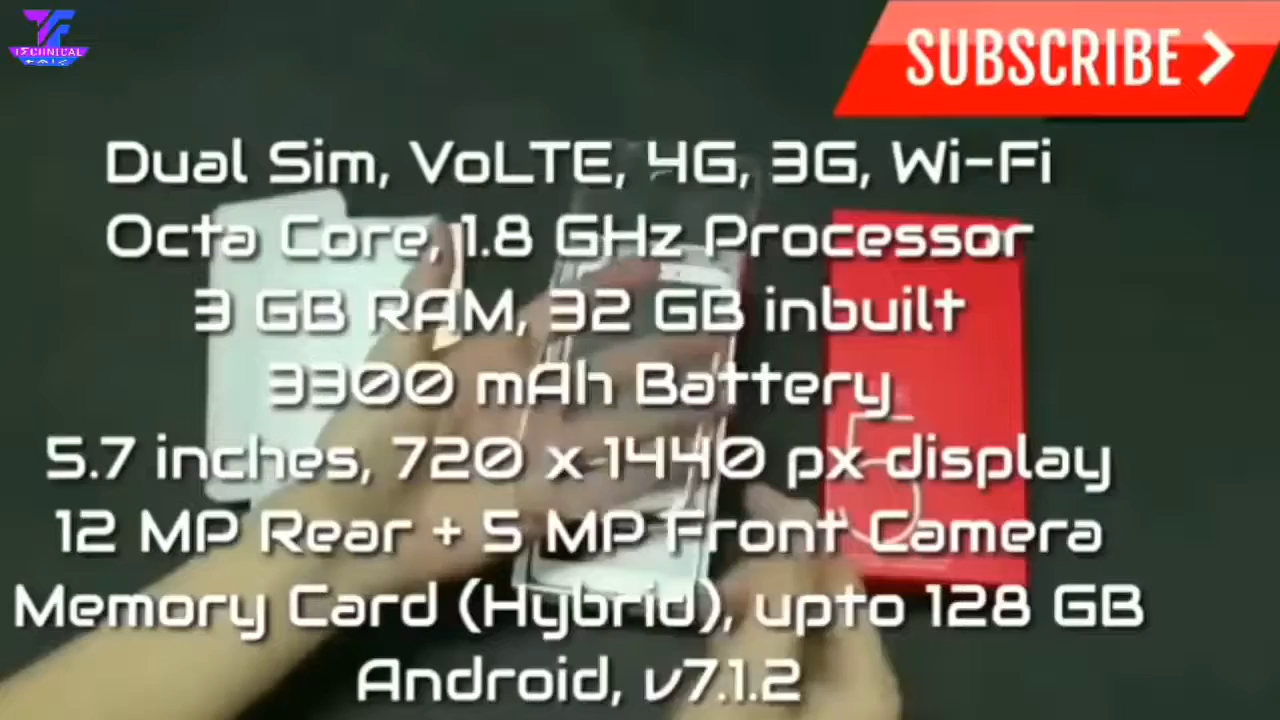 TECHNICAL
SUBSCRIBE
Dual Sim, VoLTE, 4G, 3G, Wi-Fi
Octa Core, 1.8 GHz Processor
3 GB RAM, 32 GB inbuilt
3300 mAh Battery
5.7 inches, 720 x 1440 px display
12 MP Rear + 5 MP Front Camera
Memory Card (Hybrid), upto 128 GB
Android, v7.1.2
5